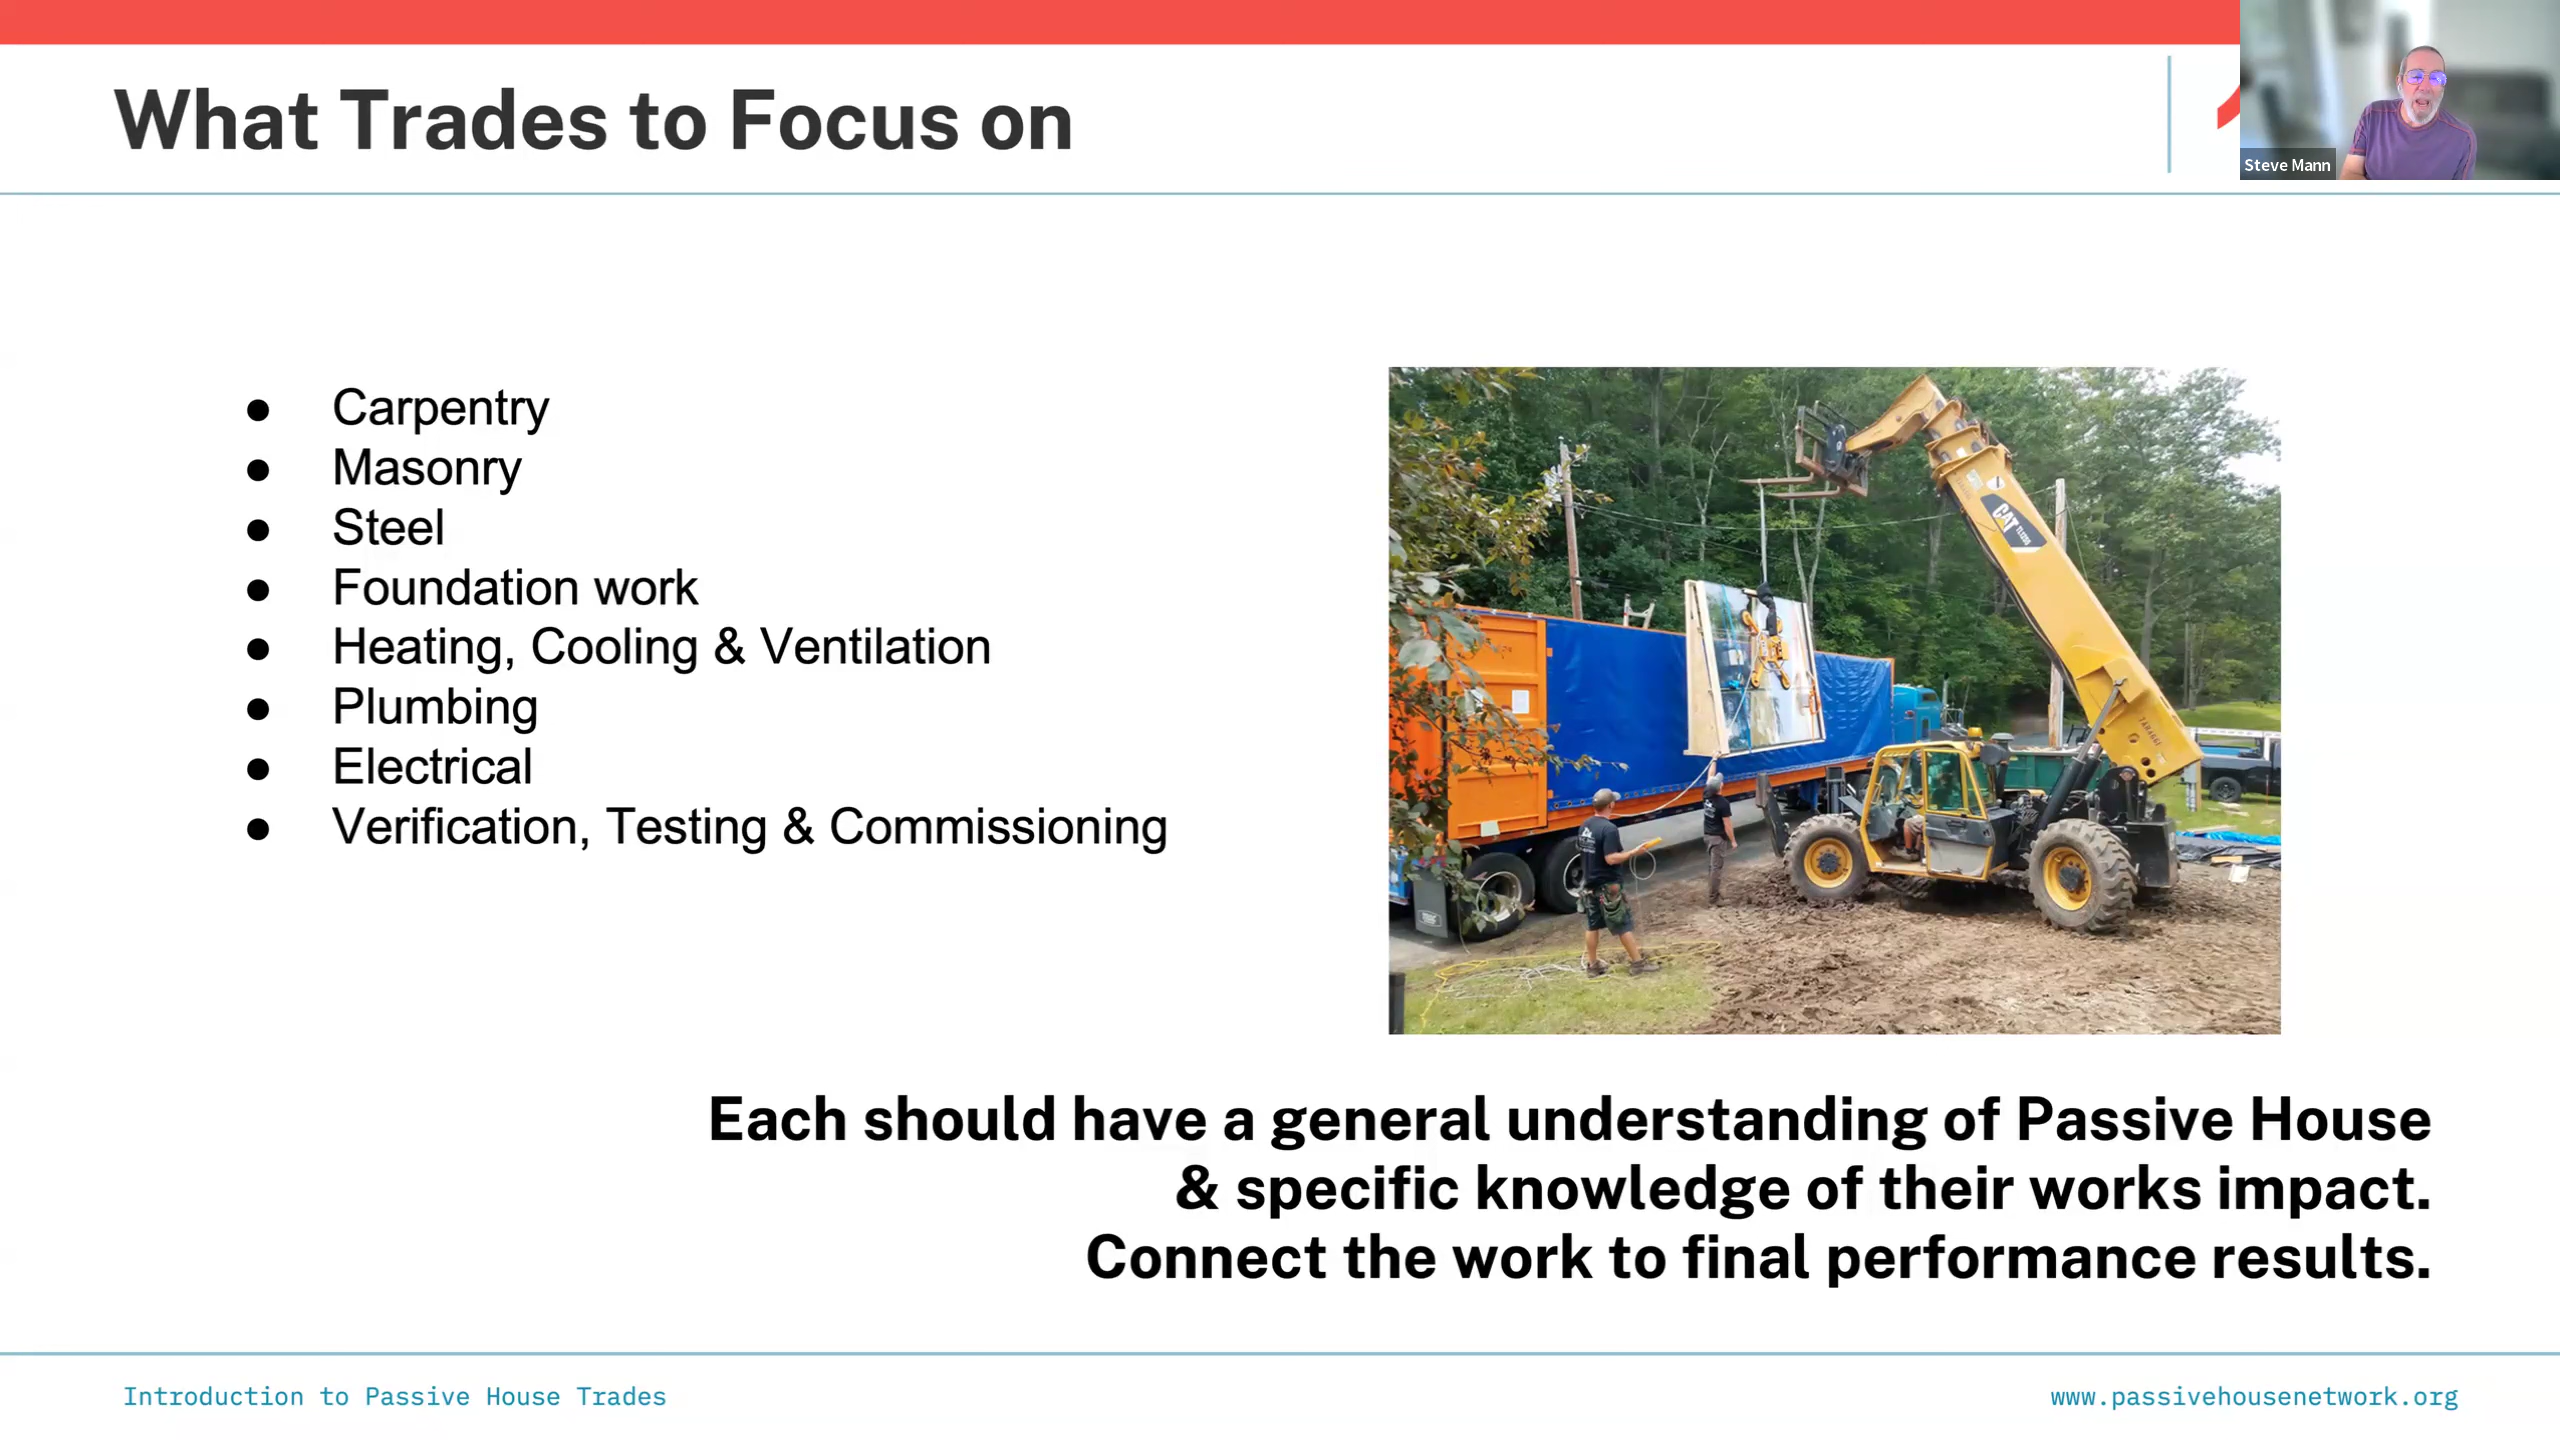 What Trades to Focus on
Steve Mann
● Carpentry
● Masonry
● Steel
● Foundation work
● Heating, Cooling & Ventilation
● Plumbing
● Electrical
● Verification, Testing & Commissioning
CAT
Each should have a general understanding of Passive House
& specific knowledge of their works impact.
Connect the work to final performance results.
Introduction to Passive House Trades
www.passivehousenetwork.org